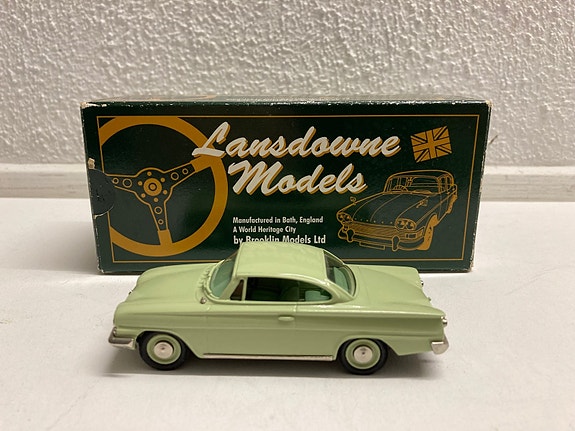 Lansdowne
Models
Manufactured in Bath, England
A World Heritage City
by Brooklin Models Ltd